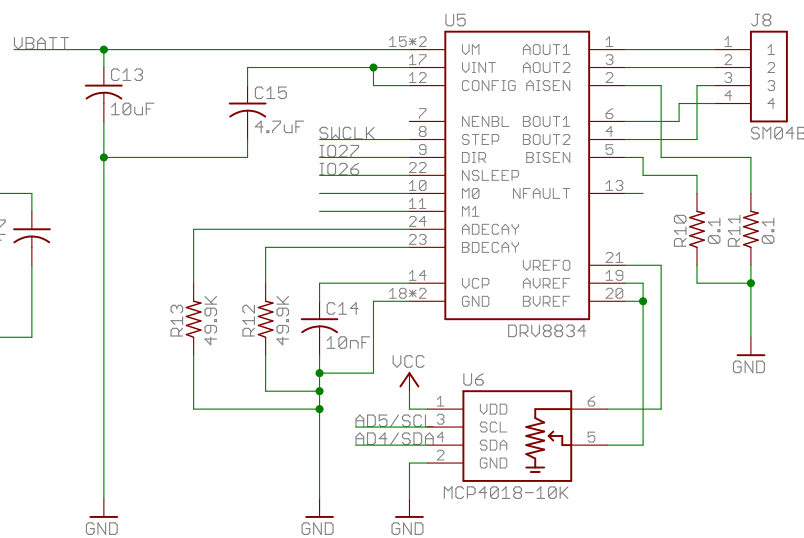 U5
J8
VBATT
15*2
VM
AOUT1
1
1
1
17
VINT
AOUT2
3
2
2
12
CONFIG
AISEN
2
3
3
4
4
C13
10uF
C15
4.7uF
SM04B
7
NENBL
BOUT1
6
SWCLK
8
STEP
BOUT2
4
IO27
9
DIR
BISEN
5
IO26
22
NSLEEP
10
M0
NFAULT
13
11
M1
24
ADECAY
23
BDECAY
R10
0.1
R11
0.1
VREFO
21
14
VCP
AVREF
19
18*2
GND
BVREF
20
R13
49.9K
R12
49.9K
C14
10nF
DRV8834
VCC
GND
U6
1
VDD
6
AD5/SCL
3
SCL
AD4/SDA
4
SDA
5
2
GND
MCP4018-10K
GND
GND
GND